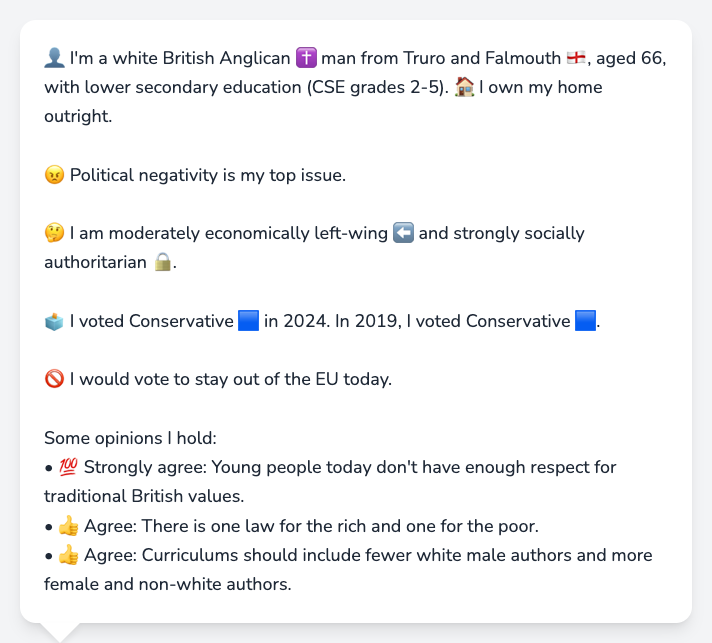 👤 I'm a white British Anglican ✝️ man from Truro and Falmouth 🏴󠁧󠁢󠁥󠁮󠁧󠁿, aged 66,
with lower secondary education (CSE grades 2-5). 🏠 I own my home
outright.
😠 Political negativity is my top issue.
🤔 I am moderately economically left-wing ⬅️ and strongly socially
authoritarian 🔒.
🗳️ I voted Conservative 🟦 in 2024. In 2019, I voted Conservative 🟦.
🚫 I would vote to stay out of the EU today.
Some opinions I hold:
• 💯 Strongly agree: Young people today don't have enough respect for
traditional British values.
• 👍 Agree: There is one law for the rich and one for the poor.
• 👍 Agree: Curriculums should include fewer white male authors and more
female and non-white authors.